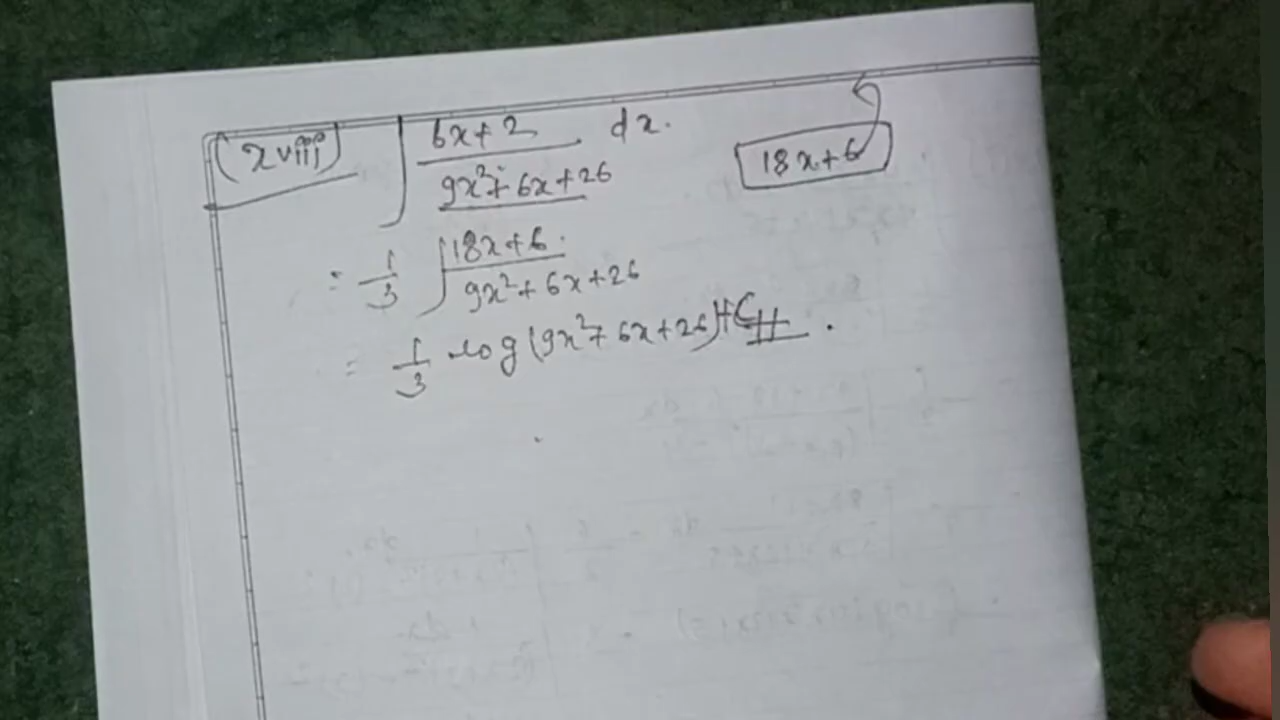 (xviii) ∫ 6x+2 / 9x²+6x+26 dx.
18x+6
= 1/3 ∫ 18x+6 / 9x²+6x+26
= 1/3 log (9x²+6x+26)+C //.